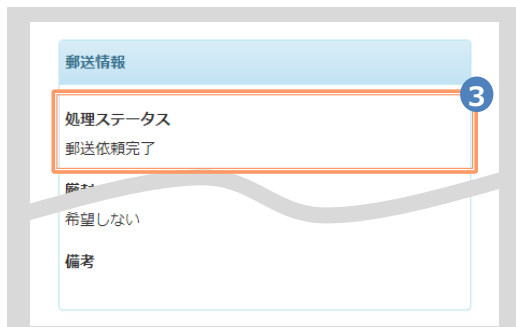 郵送情報
3
処理ステータス
郵送依頼完了
希望しない
備考